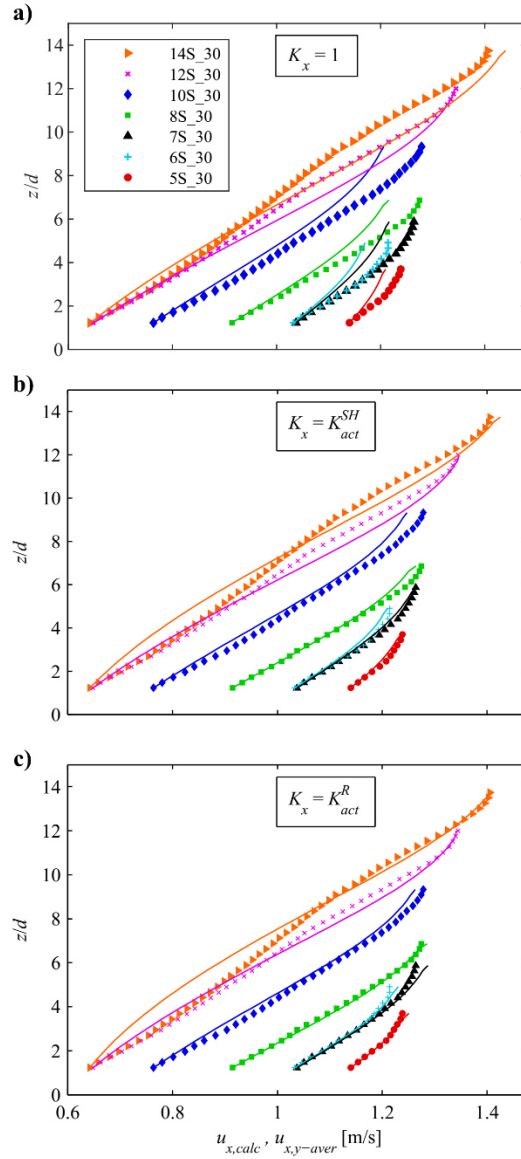 a)
K_x = 1
14S_30
12S_30
10S_30
8S_30
7S_30
6S_30
5S_30
z/d
14
12
10
8
6
4
2
0
b)
K_x = K_act^SH
z/d
14
12
10
8
6
4
2
0
c)
K_x = K_act^R
z/d
14
12
10
8
6
4
2
0
0.6 0.8 1 1.2 1.4
u_x,calc , u_x,y−aver [m/s]